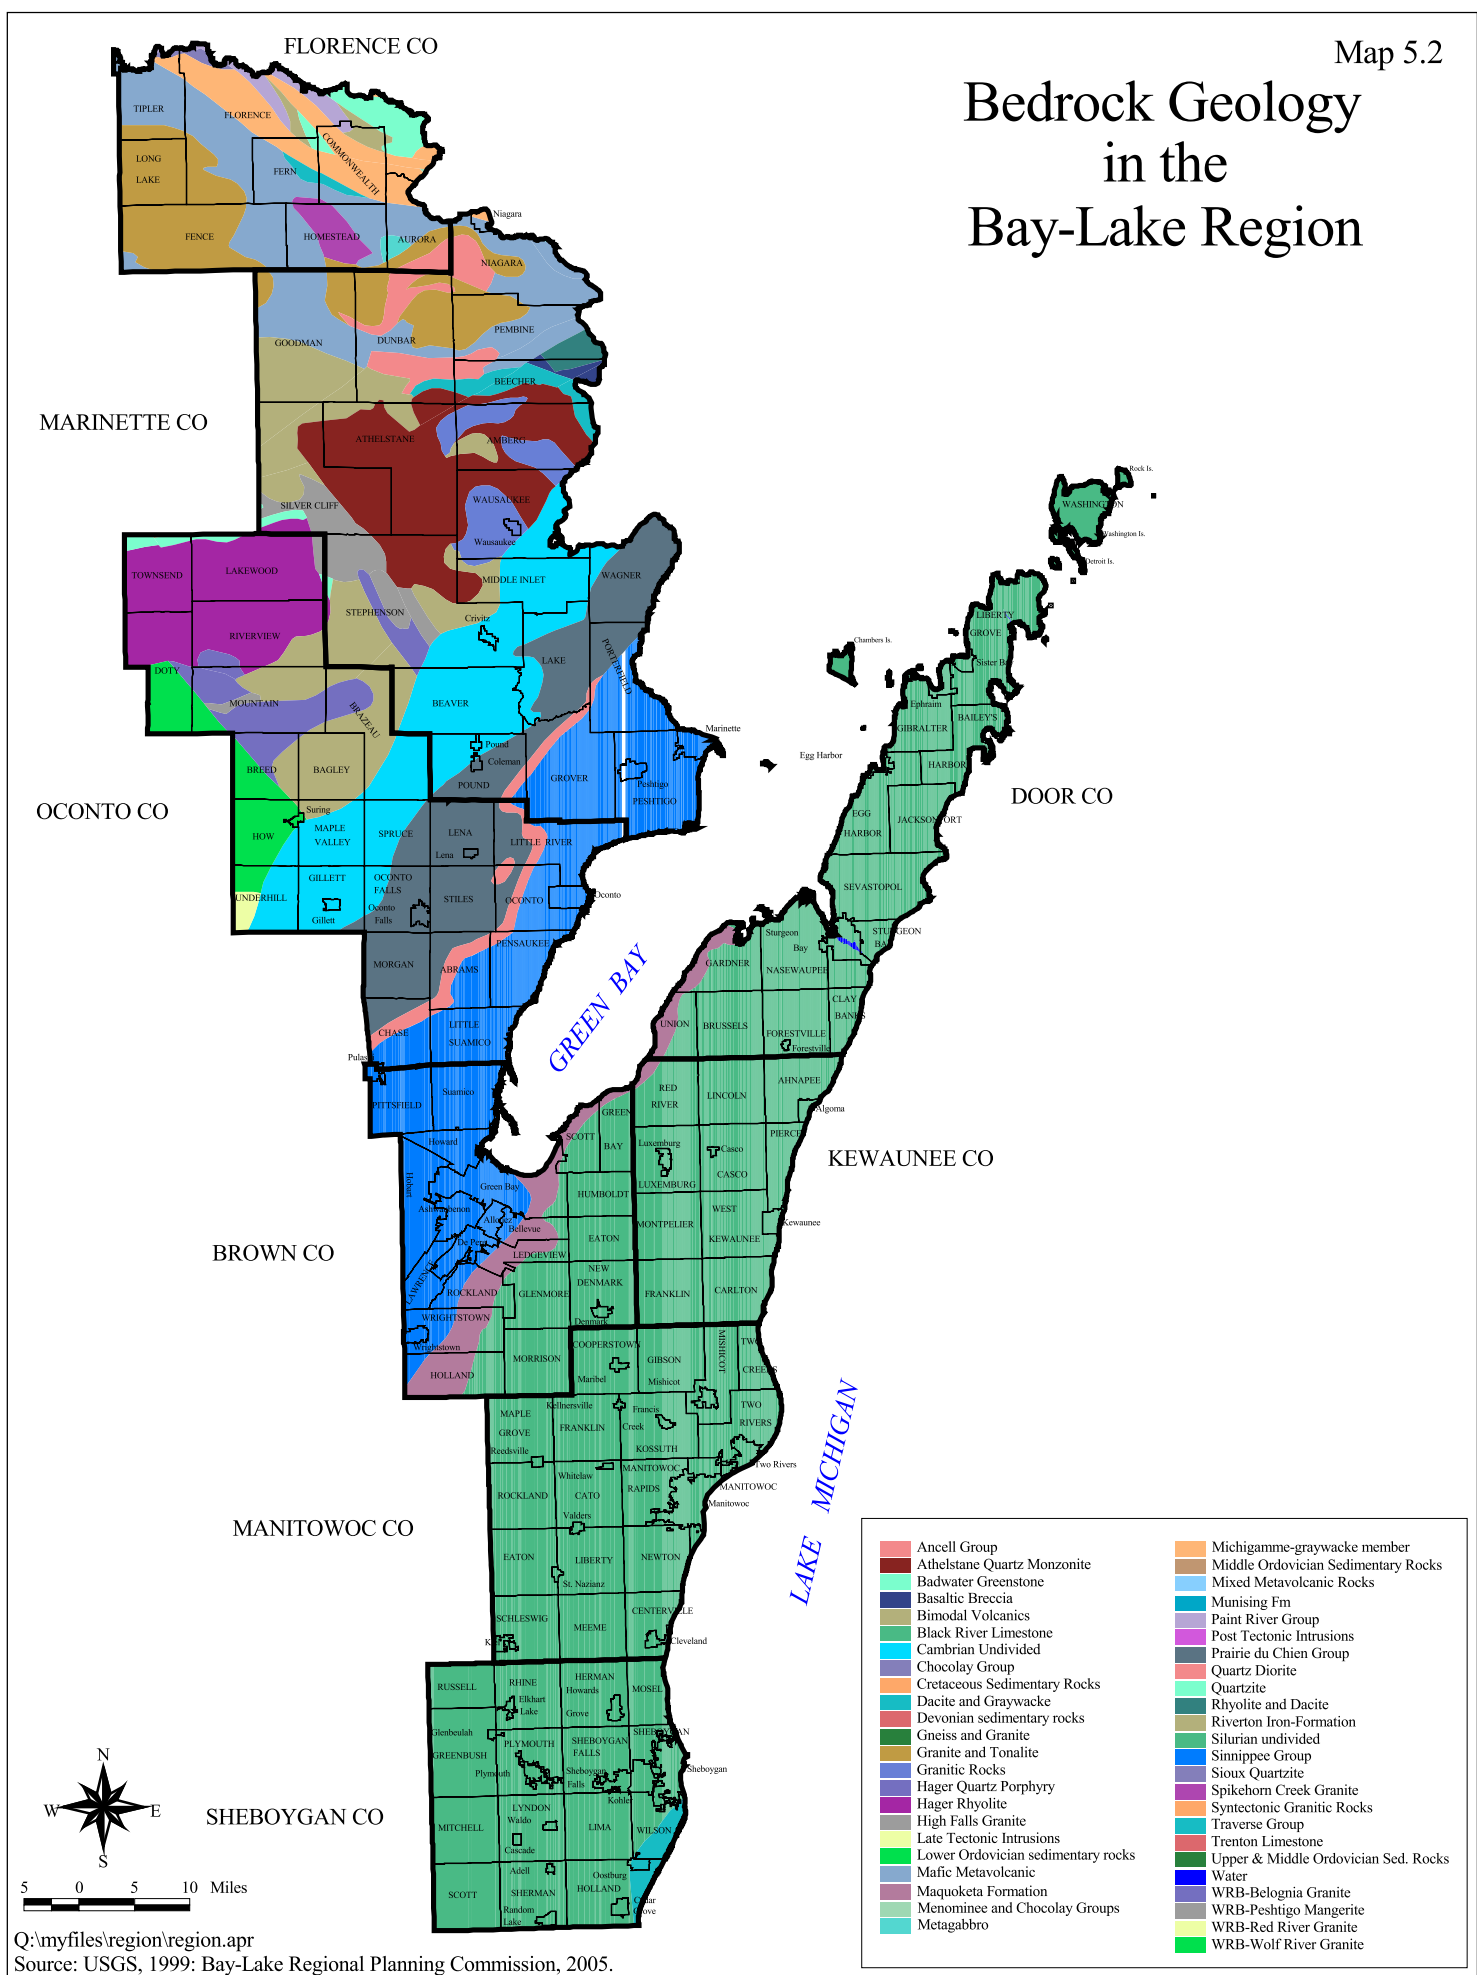 FLORENCE CO
Map 5.2
Bedrock Geology
in the
Bay-Lake Region
TIPLER
FLORENCE
COMMONWEALTH
LONG
LAKE
FERN
FENCE
HOMESTEAD
AURORA
Niagara
NIAGARA
PEMBINE
GOODMAN
DUNBAR
BEECHER
MARINETTE CO
ATHELSTANE
AMBERG
SILVER CLIFF
WAUSAUKEE
Wausaukee
TOWNSEND
LAKEWOOD
MIDDLE INLET
WAGNER
STEPHENSON
Crivitz
RIVERVIEW
LAKE
PORTERFIELD
DOTY
MOUNTAIN
BRAZEAU
BEAVER
Marinette
Pound
Coleman
POUND
GROVER
Peshtigo
PESHTIGO
BREED
BAGLEY
OCONTO CO
Suring
HOW
MAPLE
VALLEY
SPRUCE
LENA
Lena
LITTLE RIVER
GILLETT
OCONTO
FALLS
UNDERHILL
Gillett
Oconto
Falls
STILES
OCONTO
Oconto
PENSAUKEE
MORGAN
ABRAMS
CHASE
LITTLE
SUAMICO
Pulaski
Rock Is.
WASHINGTON
Washington Is.
Detroit Is.
LIBERTY
GROVE
Chambers Is.
Sister Ba
Ephraim
GIBRALTER
BAILEY'S
HARBOR
Egg Harbor
DOOR CO
EGG
HARBOR
JACKSONPORT
SEVASTOPOL
Sturgeon
Bay
STURGEON
BAY
GARDNER
NASEWAUPEE
CLAY
BANKS
UNION
BRUSSELS
FORESTVILLE
Forestville
GREEN BAY
PITTSFIELD
Suamico
Howard
Hobart
Green Bay
Ashwaubenon
Allouez
Bellevue
De Pere
LAWRENCE
LEDGEVIEW
SCOTT
GREEN
BAY
HUMBOLDT
EATON
NEW
DENMARK
Denmark
GLENMORE
ROCKLAND
WRIGHTSTOWN
Wrightstown
MORRISON
HOLLAND
BROWN CO
RED
RIVER
LINCOLN
AHNAPEE
Algoma
PIERCE
Luxemburg
Casco
CASCO
LUXEMBURG
KEWAUNEE CO
MONTPELIER
WEST
KEWAUNEE
Kewaunee
FRANKLIN
CARLTON
COOPERSTOWN
Maribel
GIBSON
Mishicot
MISHICOT
TWO
CREEKS
MAPLE
GROVE
Kellnersville
FRANKLIN
Francis
Creek
TWO
RIVERS
KOSSUTH
Reedsville
Two Rivers
Whitelaw
MANITOWOC
RAPIDS
MANITOWOC
Manitowoc
ROCKLAND
CATO
Valders
MANITOWOC CO
EATON
LIBERTY
NEWTON
St. Nazianz
SCHLESWIG
MEEME
CENTERVILLE
Cleveland
LAKE MICHIGAN
RUSSELL
RHINE
Elkhart
Lake
HERMAN
Howards
Grove
MOSEL
Glenbeulah
GREENBUSH
PLYMOUTH
Plymouth
SHEBOYGAN
FALLS
Sheboygan
Falls
SHEBOYGAN
Sheboygan
Kohler
SHEBOYGAN CO
MITCHELL
LYNDON
Waldo
Cascade
LIMA
WILSON
Adell
Oostburg
SCOTT
SHERMAN
Random
Lake
HOLLAND
Cedar
Grove
N
W
E
S
5 0 5 10 Miles
Q:\myfiles\region\region.apr
Source: USGS, 1999: Bay-Lake Regional Planning Commission, 2005.
Ancell Group
Athelstane Quartz Monzonite
Badwater Greenstone
Basaltic Breccia
Bimodal Volcanics
Black River Limestone
Cambrian Undivided
Chocolay Group
Cretaceous Sedimentary Rocks
Dacite and Graywacke
Devonian sedimentary rocks
Gneiss and Granite
Granite and Tonalite
Granitic Rocks
Hager Quartz Porphyry
Hager Rhyolite
High Falls Granite
Late Tectonic Intrusions
Lower Ordovician sedimentary rocks
Mafic Metavolcanic
Maquoketa Formation
Menominee and Chocolay Groups
Metagabbro
Michigamme-graywacke member
Middle Ordovician Sedimentary Rocks
Mixed Metavolcanic Rocks
Munising Fm
Paint River Group
Post Tectonic Intrusions
Prairie du Chien Group
Quartz Diorite
Quartzite
Rhyolite and Dacite
Riverton Iron-Formation
Silurian undivided
Sinnippee Group
Sioux Quartzite
Spikehorn Creek Granite
Syntectonic Granitic Rocks
Traverse Group
Trenton Limestone
Upper & Middle Ordovician Sed. Rocks
Water
WRB-Belognia Granite
WRB-Peshtigo Mangerite
WRB-Red River Granite
WRB-Wolf River Granite